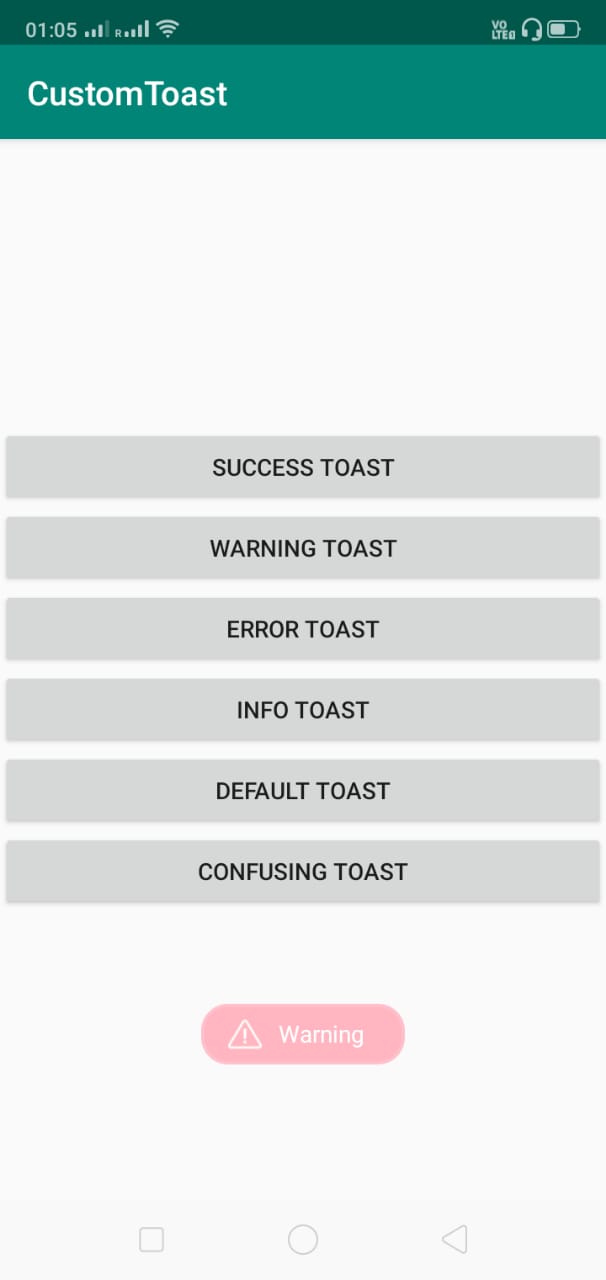 01:05 R VO LTE
CustomToast
SUCCESS TOAST
WARNING TOAST
ERROR TOAST
INFO TOAST
DEFAULT TOAST
CONFUSING TOAST
Warning